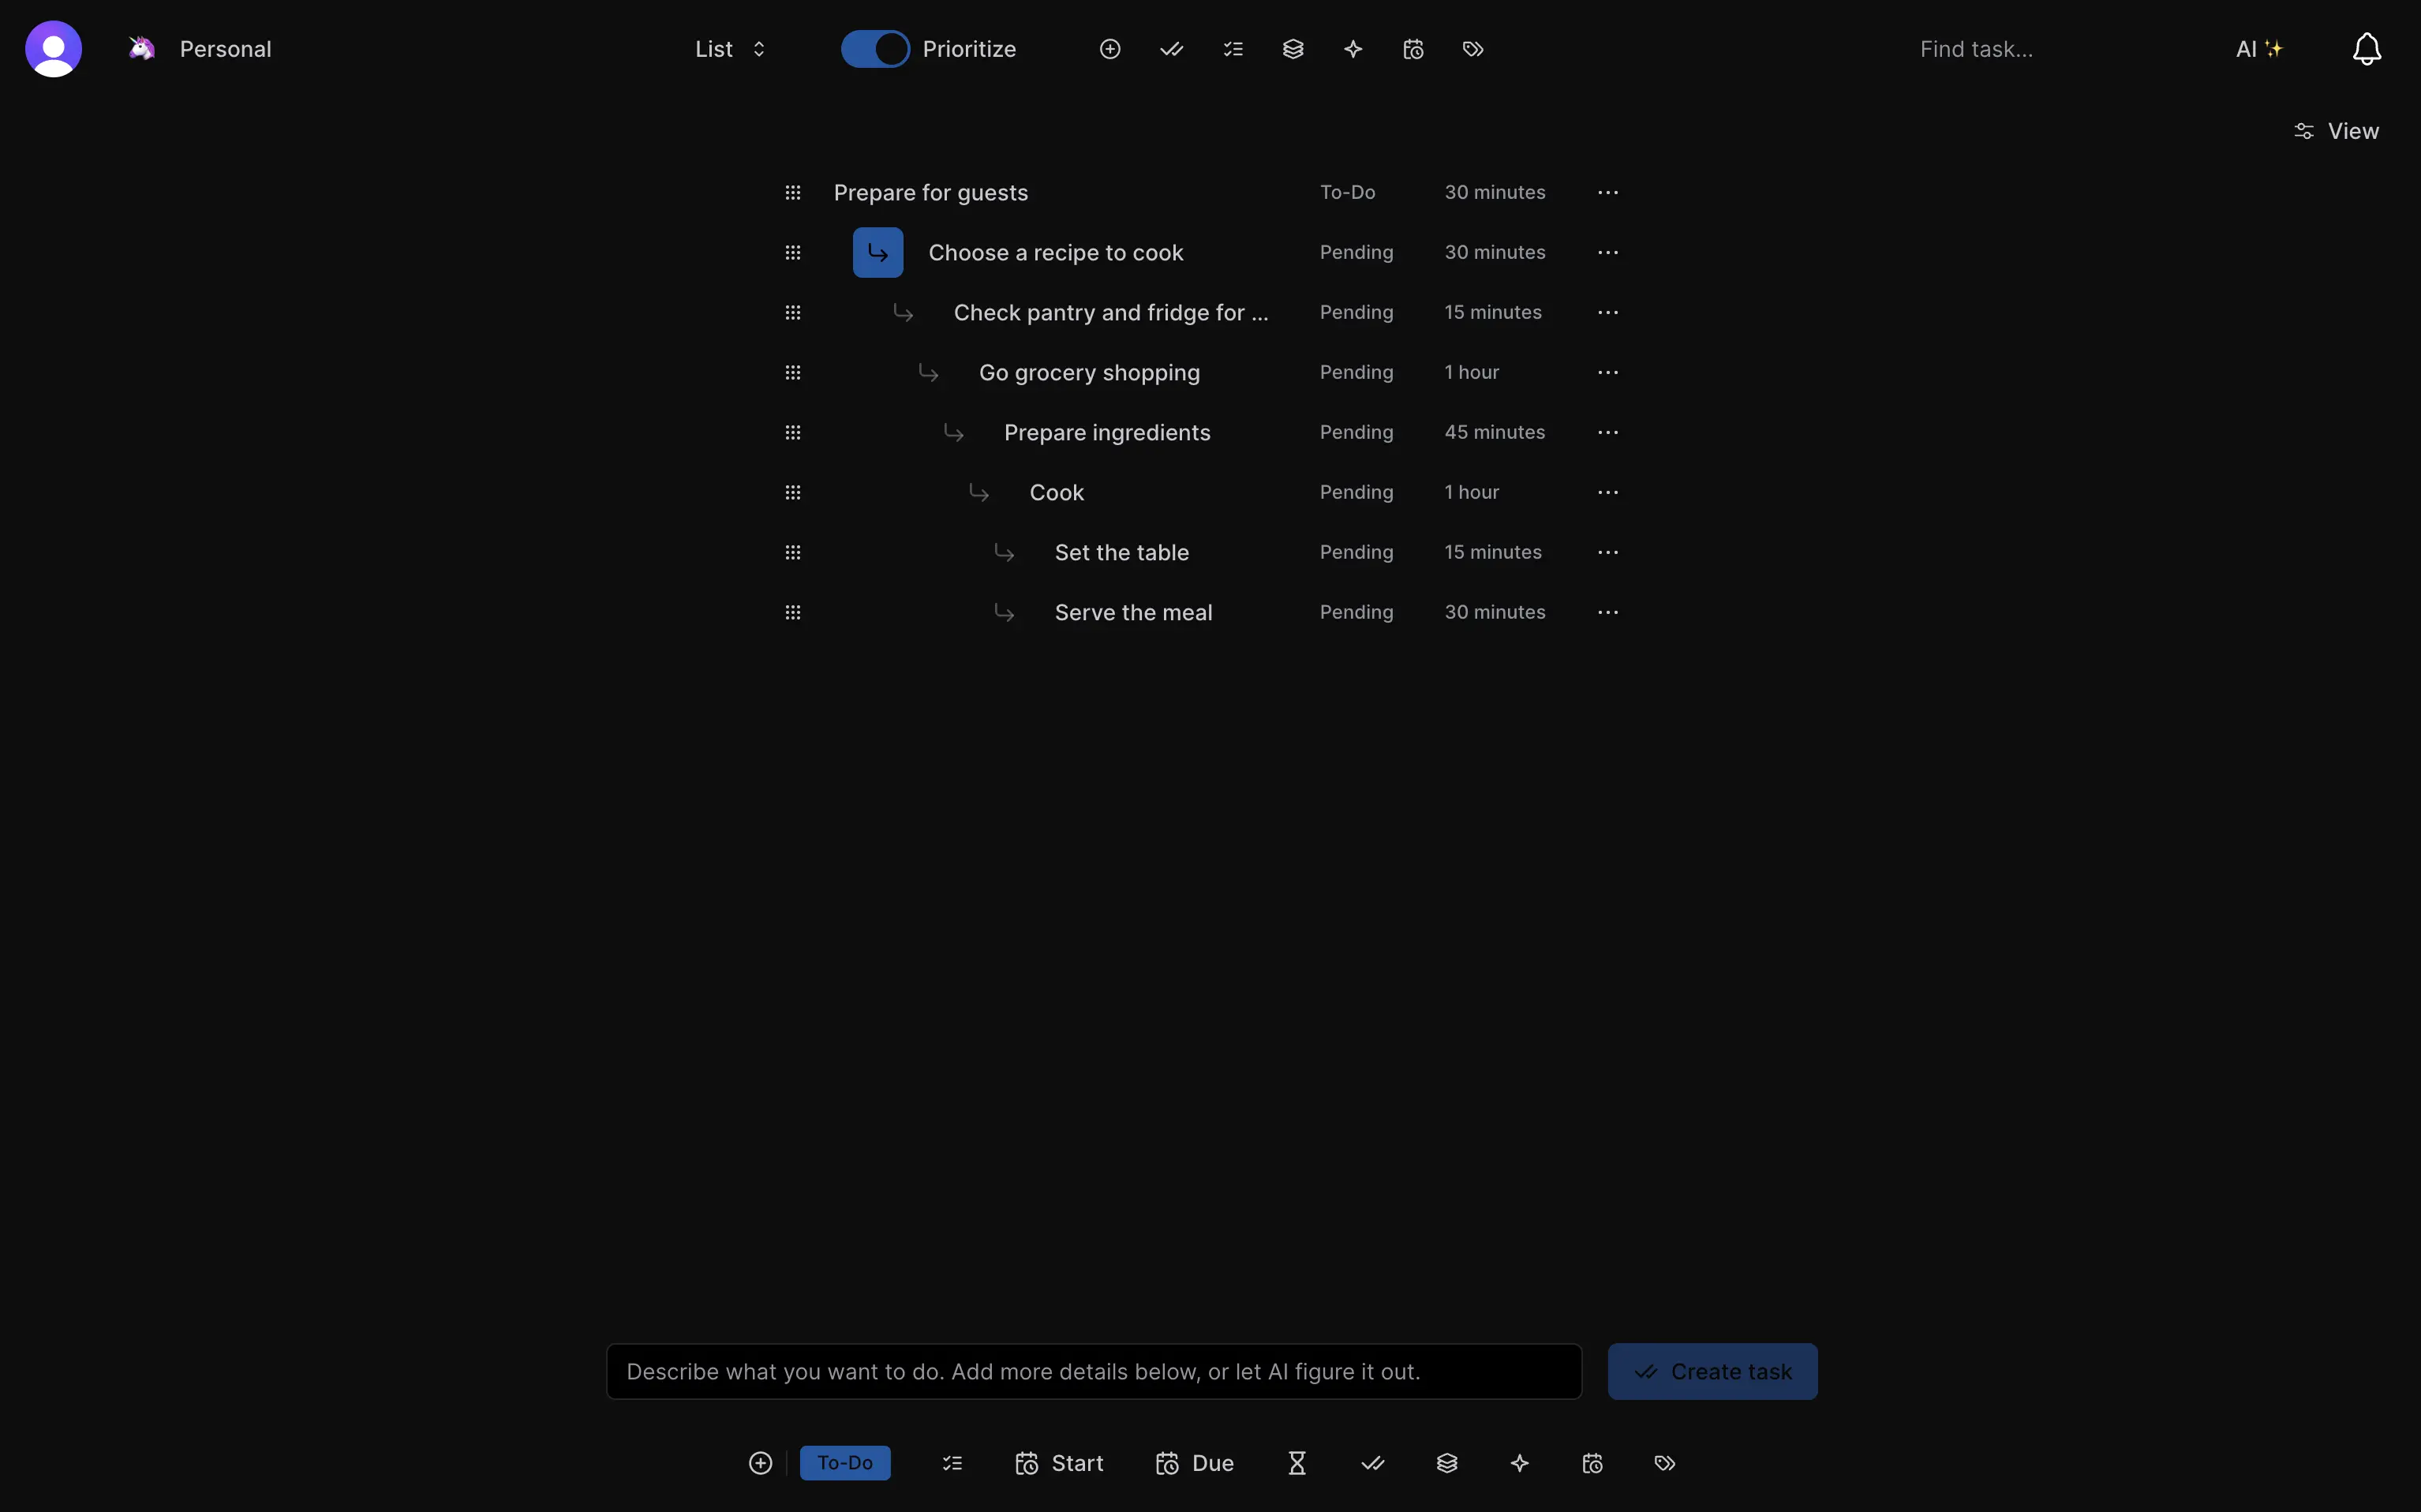 Personal
List
Prioritize
Find task...
AI✨
View
Prepare for guests To-Do 30 minutes
Choose a recipe to cook Pending 30 minutes
Check pantry and fridge for ... Pending 15 minutes
Go grocery shopping Pending 1 hour
Prepare ingredients Pending 45 minutes
Cook Pending 1 hour
Set the table Pending 15 minutes
Serve the meal Pending 30 minutes
Describe what you want to do. Add more details below, or let AI figure it out.
Create task
To-Do
Start
Due